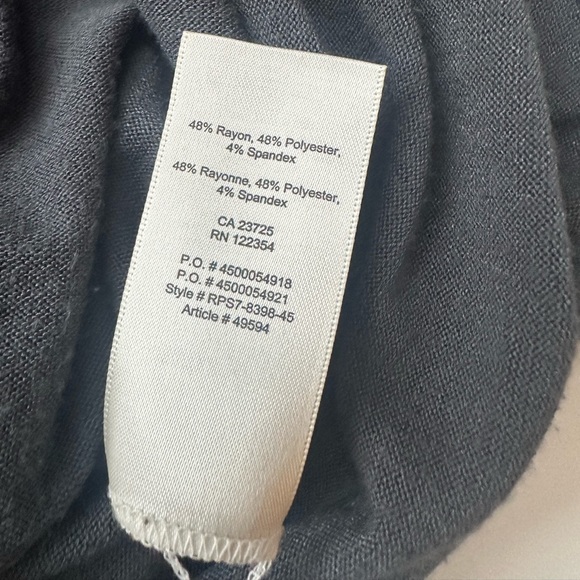 48% Rayon, 48% Polyester,
4% Spandex
48% Rayonne, 48% Polyester,
4% Spandex
CA 23725
RN 122354
P.O. # 4500054918
P.O. # 4500054921
Style # RPS7-8398-45
Article # 49594